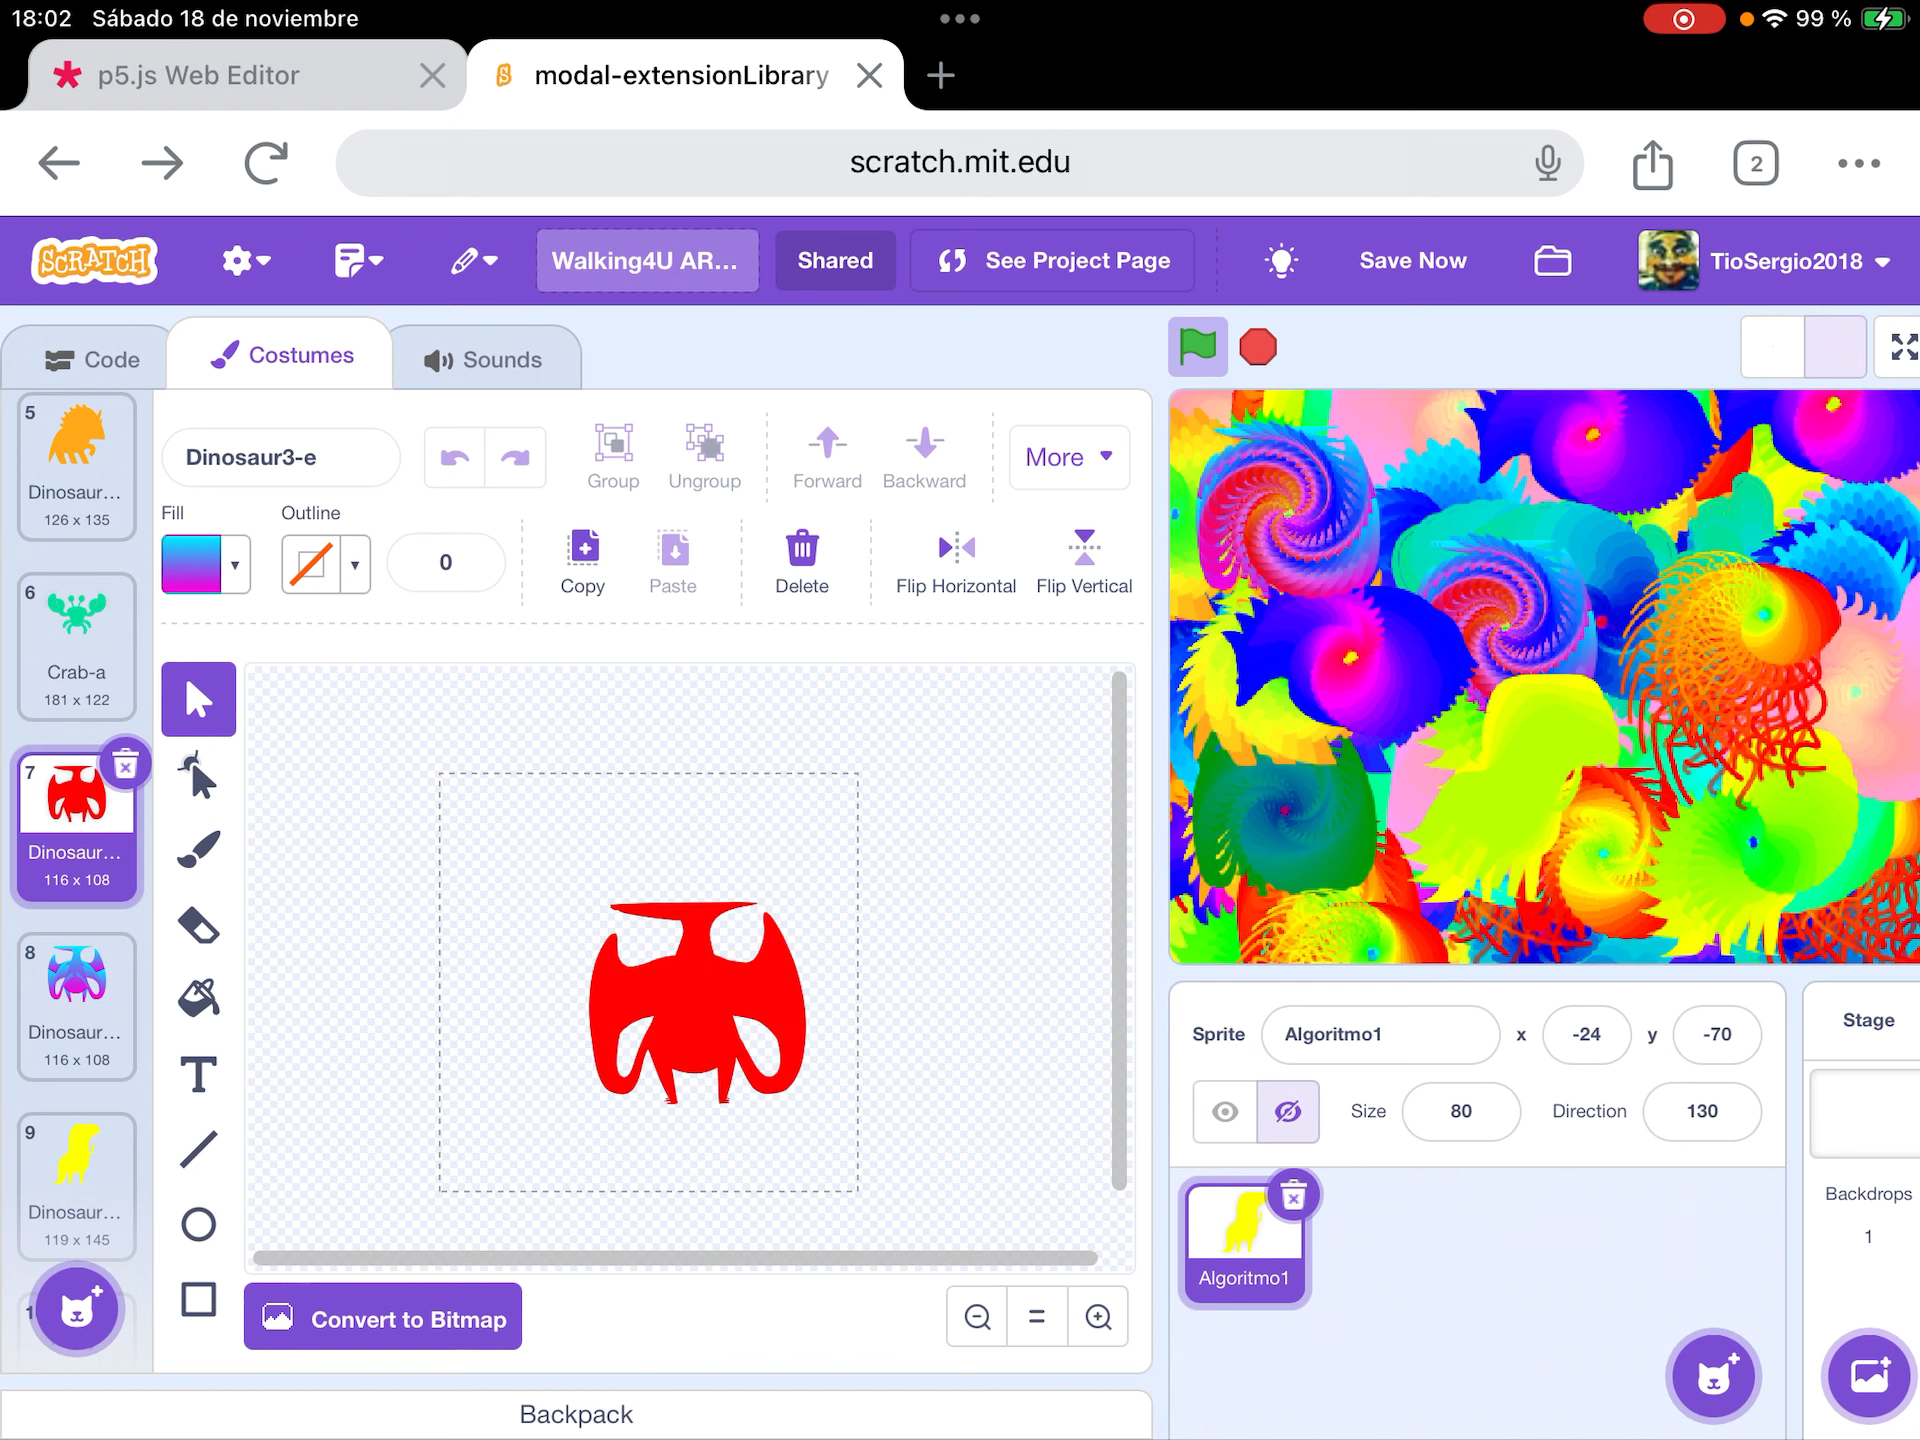 18:02 Sábado 18 de noviembre
99 %
p5.js Web Editor
modal-extensionLibrary
scratch.mit.edu
2
SCRATCH
Walking4U AR...
Shared
See Project Page
Save Now
TioSergio2018
Code
Costumes
Sounds
5
Dinosaur...
126 x 135
6
Crab-a
181 x 122
7
Dinosaur...
116 x 108
8
Dinosaur...
116 x 108
9
Dinosaur...
119 x 145
Dinosaur3-e
Group
Ungroup
Forward
Backward
More
Fill
Outline
0
Copy
Paste
Delete
Flip Horizontal
Flip Vertical
T
Convert to Bitmap
=
Backpack
Sprite
Algoritmo1
x
-24
y
-70
Size
80
Direction
130
Algoritmo1
Stage
Backdrops
1